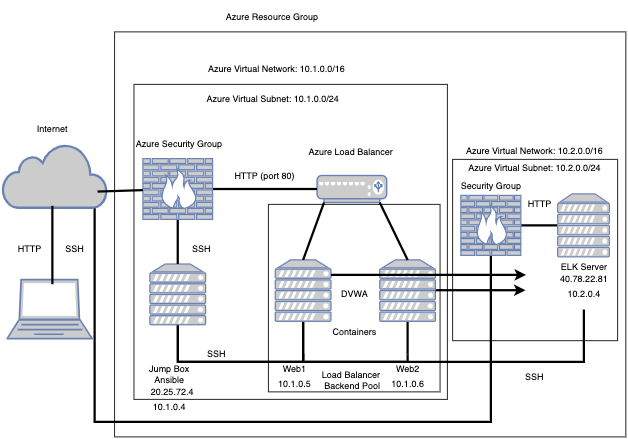 Azure Resource Group
Azure Virtual Network: 10.1.0.0/16
Azure Virtual Subnet: 10.1.0.0/24
Internet
Azure Security Group
Azure Load Balancer
Azure Virtual Network: 10.2.0.0/16
Azure Virtual Subnet: 10.2.0.0/24
Security Group
HTTP (port 80)
HTTP
HTTP
SSH
SSH
ELK Server
40.78.22.81
10.2.0.4
DVWA
Containers
SSH
Jump Box
Ansible
20.25.72.4
10.1.0.4
Web1
10.1.0.5
Load Balancer
Backend Pool
Web2
10.1.0.6
SSH